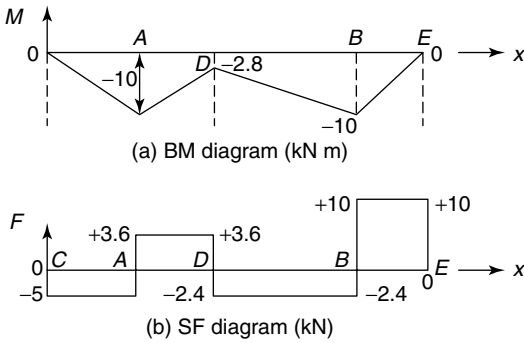 M
A B E
0 0 x
−10 D −2.8
−10
(a) BM diagram (kN m)
+10 +10
F
+3.6 +3.6
C A D B E x
0 0
−5 −2.4 −2.4
(b) SF diagram (kN)